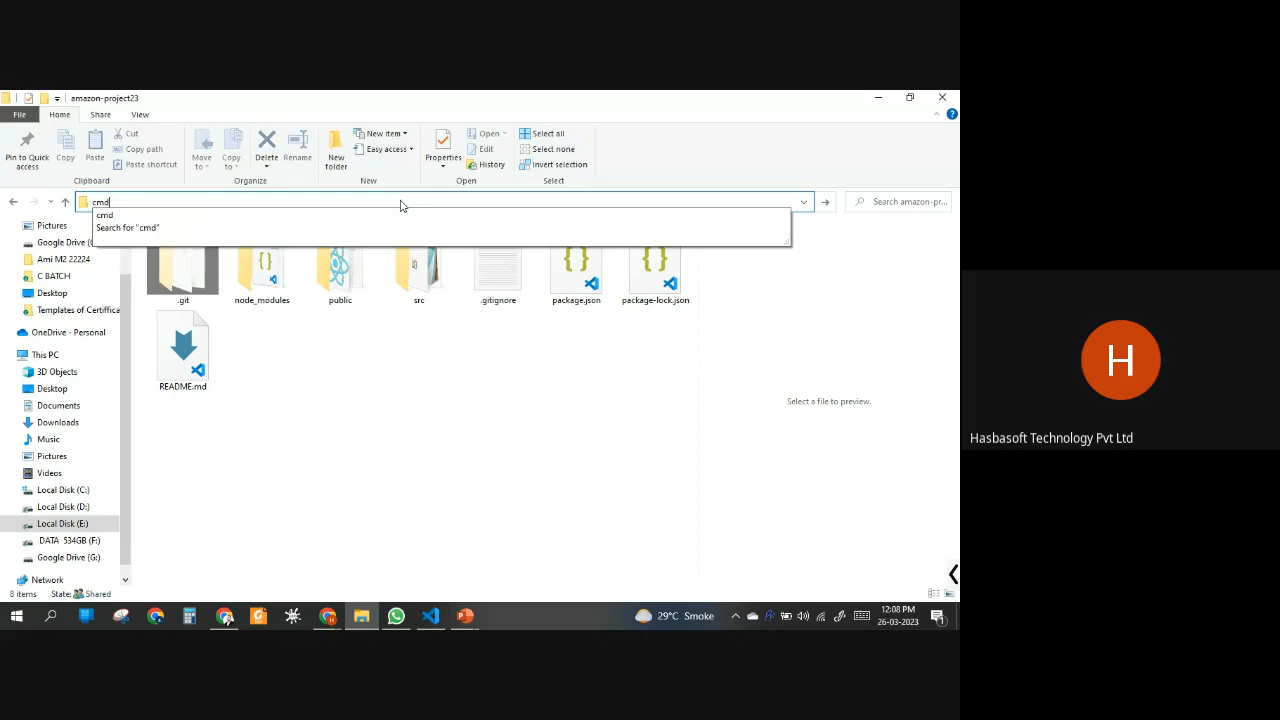 amazon-project23
File Home Share View
Pin to Quick access
Copy
Paste
Cut
Copy path
Paste shortcut
Clipboard
Move to
Copy to
Delete
Rename
Organize
New folder
New item
Easy access
New
Properties
Open
Edit
History
Open
Select all
Select none
Invert selection
Select
cmd
Search amazon-pr...
cmd
Search for "cmd"
Pictures
Google Drive (
Ami M2 22224
C BATCH
Desktop
Templates of Certiffica
OneDrive - Personal
This PC
3D Objects
Desktop
Documents
Downloads
Music
Pictures
Videos
Local Disk (C:)
Local Disk (D:)
Local Disk (E:)
DATA 534GB (F:)
Google Drive (G:)
Network
.git
node_modules
public
src
.gitignore
package.json
package-lock.json
README.md
Select a file to preview.
8 items State: Shared
29°C Smoke
12:08 PM
26-03-2023
1
H
Hasbasoft Technology Pvt Ltd